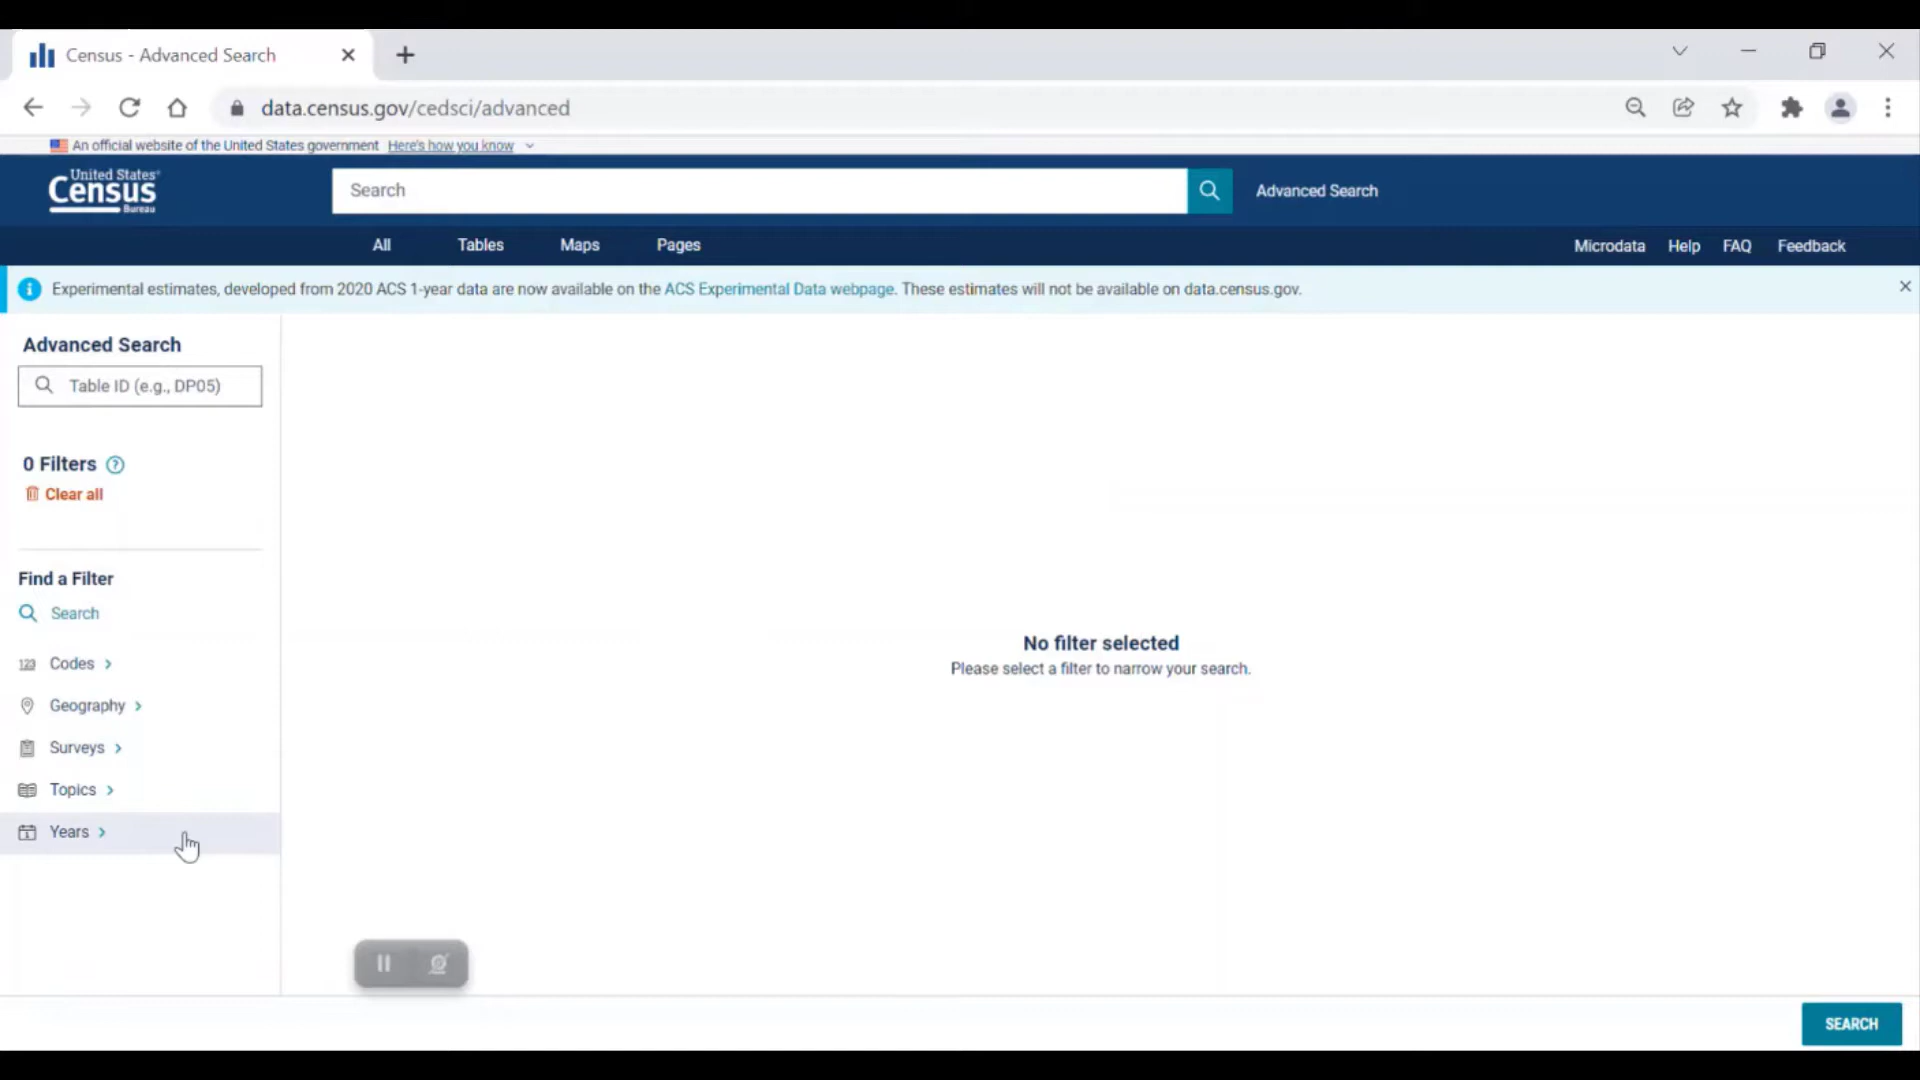 Census - Advanced Search
data.census.gov/cedsci/advanced
An official website of the United States government Here's how you know
United States®
Census
Bureau
Search
Advanced Search
All Tables Maps Pages
Microdata Help FAQ Feedback
Experimental estimates, developed from 2020 ACS 1-year data are now available on the ACS Experimental Data webpage. These estimates will not be available on data.census.gov.
Advanced Search
Table ID (e.g., DP05)
0 Filters
Clear all
Find a Filter
Search
123 Codes
Geography
Surveys
Topics
Years
No filter selected
Please select a filter to narrow your search.
SEARCH